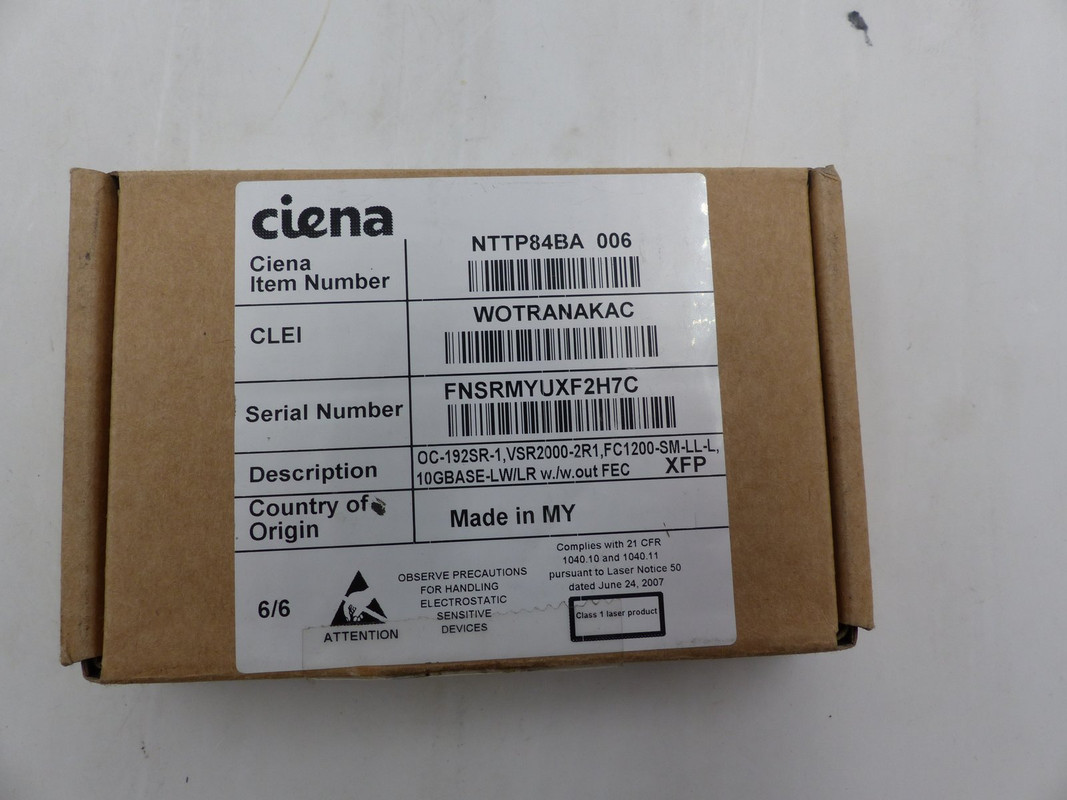 ciena
Ciena
Item Number
NTTP84BA 006
CLEI
WOTRANAKAC
Serial Number
FNSRMYUXF2H7C
Description
OC-192SR-1,VSR2000-2R1,FC1200-SM-LL-L,
10GBASE-LW/LR w./w.out FEC XFP
Country of
Origin
Made in MY
6/6
ATTENTION
OBSERVE PRECAUTIONS
FOR HANDLING
ELECTROSTATIC
SENSITIVE
DEVICES
Complies with 21 CFR
1040.10 and 1040.11
pursuant to Laser Notice 50
dated June 24, 2007
Class 1 laser product